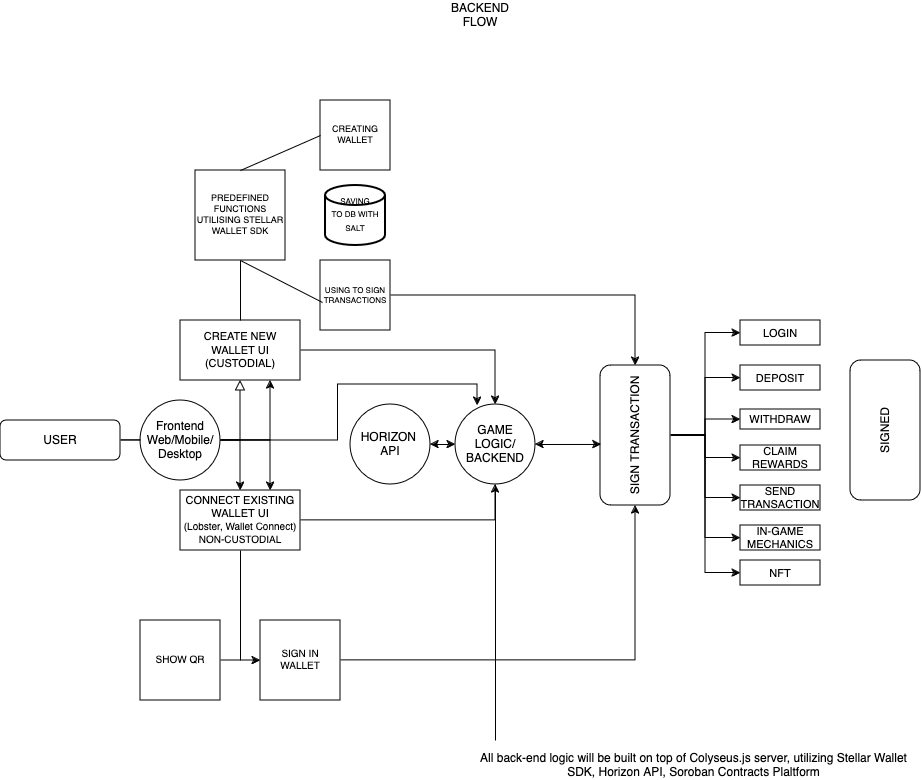 BACKEND
FLOW
CREATING
WALLET
PREDEFINED
FUNCTIONS
UTILISING STELLAR
WALLET SDK
SAVING
TO DB WITH
SALT
USING TO SIGN
TRANSACTIONS
CREATE NEW
WALLET UI
(CUSTODIAL)
USER
Frontend
Web/Mobile/
Desktop
HORIZON
API
GAME
LOGIC/
BACKEND
SIGN TRANSACTION
LOGIN
DEPOSIT
WITHDRAW
CLAIM
REWARDS
SEND
TRANSACTION
IN-GAME
MECHANICS
NFT
SIGNED
CONNECT EXISTING
WALLET UI
(Lobster, Wallet Connect)
NON-CUSTODIAL
SHOW QR
SIGN IN
WALLET
All back-end logic will be built on top of Colyseus.js server, utilizing Stellar Wallet
SDK, Horizon API, Soroban Contracts Plaltform